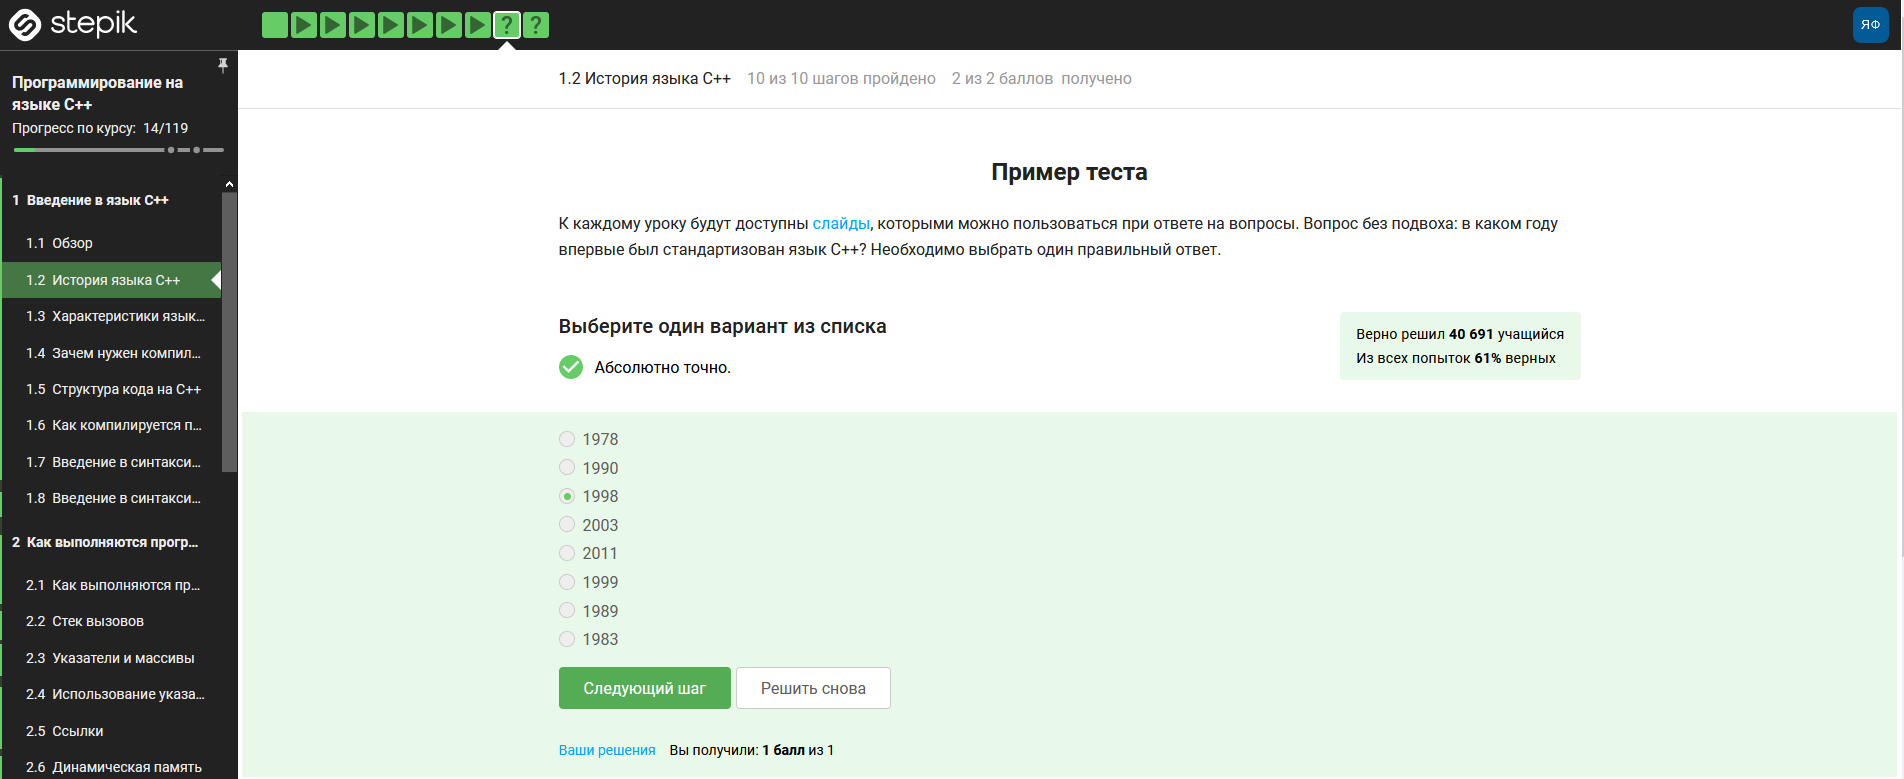 stepik
? ?
ЯФ
Программирование на
языке C++
Прогресс по курсу: 14/119
1 Введение в язык C++
1.1 Обзор
1.2 История языка C++
1.3 Характеристики язык...
1.4 Зачем нужен компил...
1.5 Структура кода на C++
1.6 Как компилируется п...
1.7 Введение в синтакси...
1.8 Введение в синтакси...
2 Как выполняются прогр...
2.1 Как выполняются пр...
2.2 Стек вызовов
2.3 Указатели и массивы
2.4 Использование указа...
2.5 Ссылки
2.6 Динамическая память
1.2 История языка C++ 10 из 10 шагов пройдено 2 из 2 баллов получено
Пример теста
К каждому уроку будут доступны слайды, которыми можно пользоваться при ответе на вопросы. Вопрос без подвоха: в каком году
впервые был стандартизован язык C++? Необходимо выбрать один правильный ответ.
Выберите один вариант из списка
Абсолютно точно.
Верно решил 40 691 учащийся
Из всех попыток 61% верных
1978
1990
1998
2003
2011
1999
1989
1983
Следующий шаг
Решить снова
Ваши решения Вы получили: 1 балл из 1